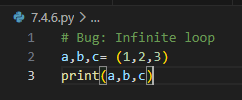 7.4.6.py > ...
1 # Bug: Infinite loop
2 a,b,c= (1,2,3)
3 print(a,b,c)